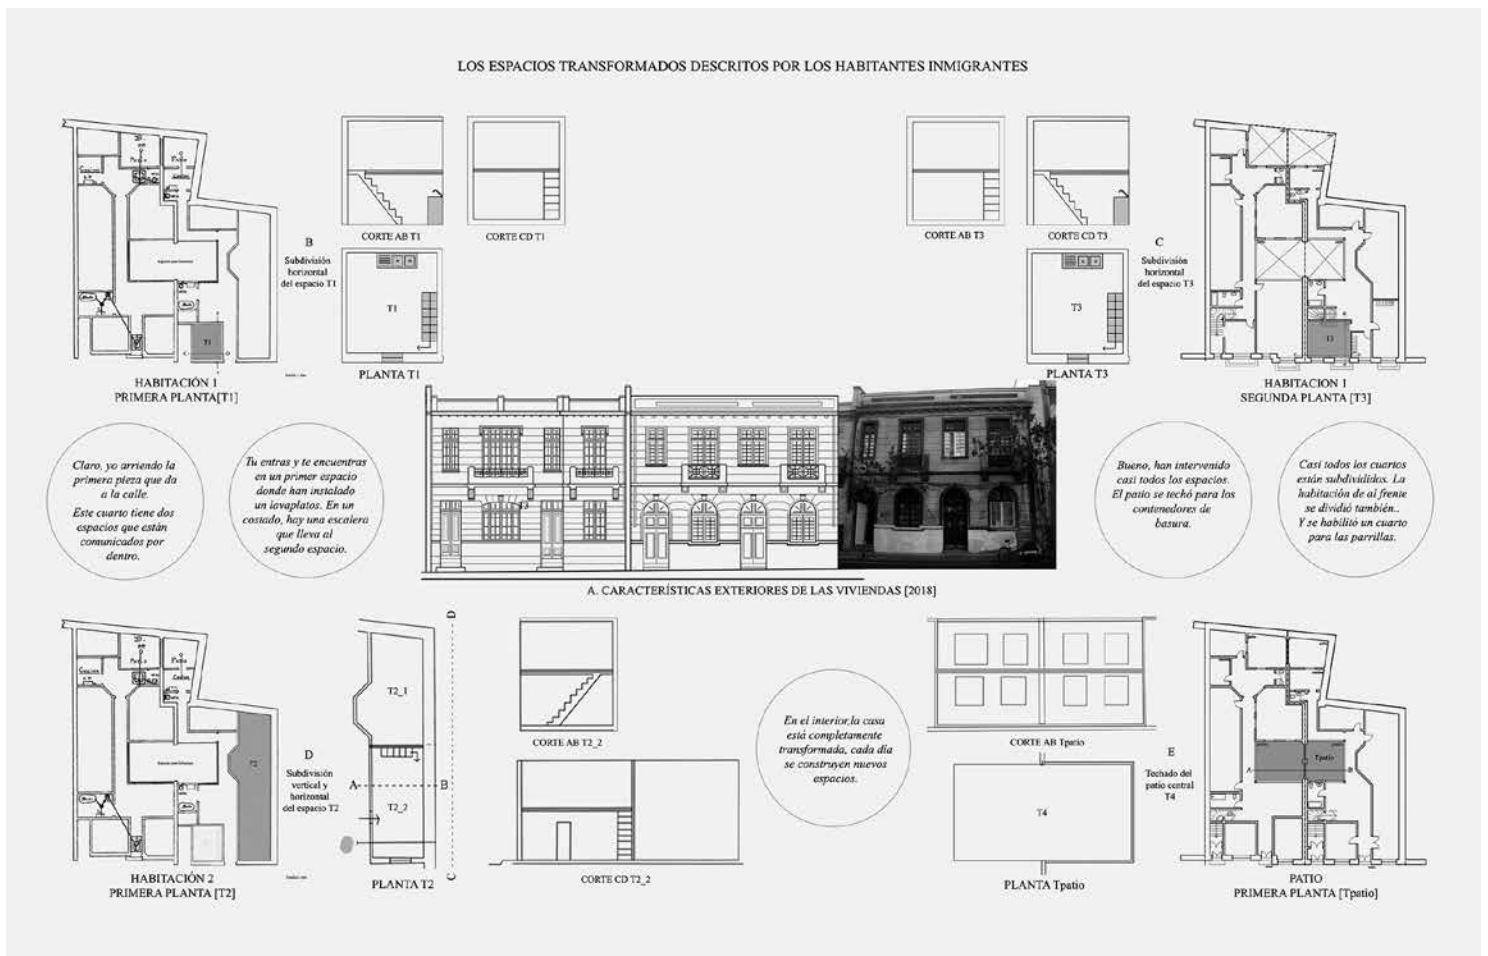 LOS ESPACIOS TRANSFORMADOS DESCRITOS POR LOS HABITANTES INMIGRANTES
CORTE AB T1
CORTE CD T1
B
Subdivisión
horizontal
del espacio T1
T1
T1
PLANTA T1
HABITACIÓN 1
PRIMERA PLANTA[T1]
CORTE AB T3
CORTE CD T3
C
Subdivisión
horizontal
del espacio T3
T3
T3
PLANTA T3
HABITACION 1
SEGUNDA PLANTA [T3]
Claro, yo arriendo la
primera pieza que da
a la calle.
Este cuarto tiene dos
espacios que están
comunicados por
dentro.
Tu entras y te encuentras
en un primer espacio
donde han instalado
un lavaplatos. En un
costado, hay una escalera
que lleva al
segundo espacio.
T3
A. CARACTERÍSTICAS EXTERIORES DE LAS VIVIENDAS [2018]
Bueno, han intervenido
casi todos los espacios.
El patio se techó para los
contenedores de
basura.
Casi todos los cuartos
están subdivididos. La
habitación de al frente
se dividió también..
Y se habilitó un cuarto
para las parrillas.
T2
HABITACIÓN 2
PRIMERA PLANTA [T2]
D
Subdivisión
vertical y
horizontal
del espacio T2
D
T2_1
A
B
T2_2
C
PLANTA T2
CORTE AB T2_2
CORTE CD T2_2
En el interior,la casa
está completamente
transformada, cada día
se construyen nuevos
espacios.
CORTE AB Tpatio
T4
PLANTA Tpatio
E
Techado del
patio central
T4
Tpatio
A
B
PATIO
PRIMERA PLANTA [Tpatio]